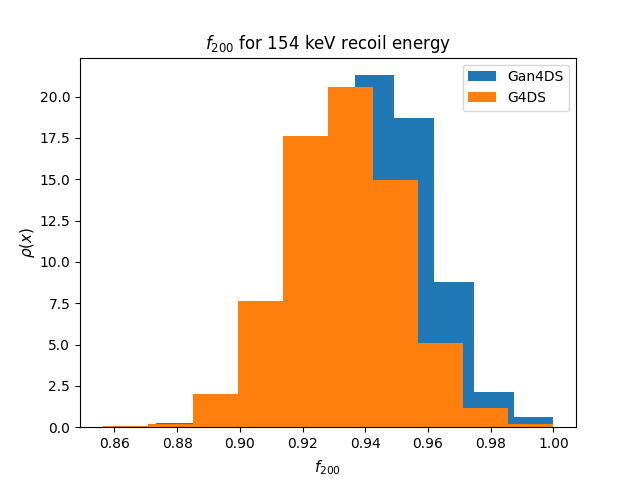 f₂₀₀ for 154 keV recoil energy
Gan4DS
G4DS
20.0
17.5
15.0
12.5
10.0
7.5
5.0
2.5
0.0
ρ(x)
0.86 0.88 0.90 0.92 0.94 0.96 0.98 1.00
f₂₀₀